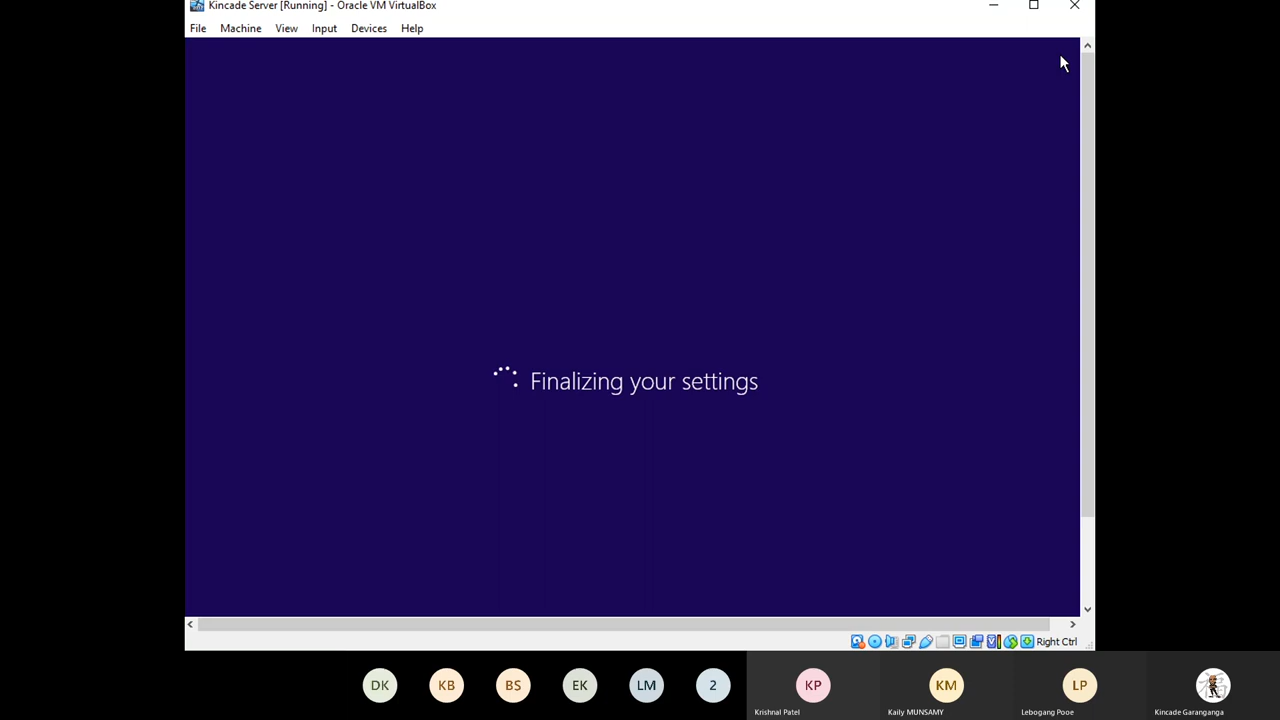 Kincade Server [Running] - Oracle VM VirtualBox
File Machine View Input Devices Help
Finalizing your settings
Right Ctrl
DK KB BS EK LM 2 KP KM LP
Krishnal Patel Kaily MUNSAMY Lebogang Pooe Kincade Garanganga